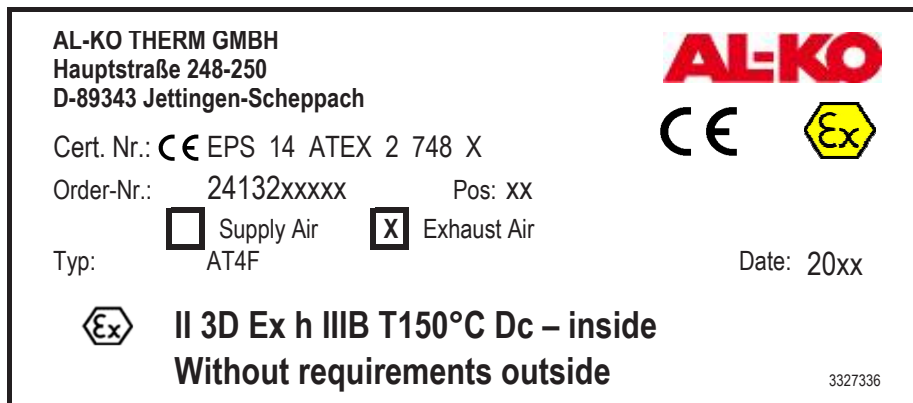 AL-KO THERM GMBH
Hauptstraße 248-250
D-89343 Jettingen-Scheppach
AL-KO
CE Ex
Cert. Nr.: CE EPS 14 ATEX 2 748 X
Order-Nr.: 24132xxxxx Pos: xx
Supply Air X Exhaust Air
Typ: AT4F Date: 20xx
Ex II 3D Ex h IIIB T150°C Dc – inside
Without requirements outside
3327336